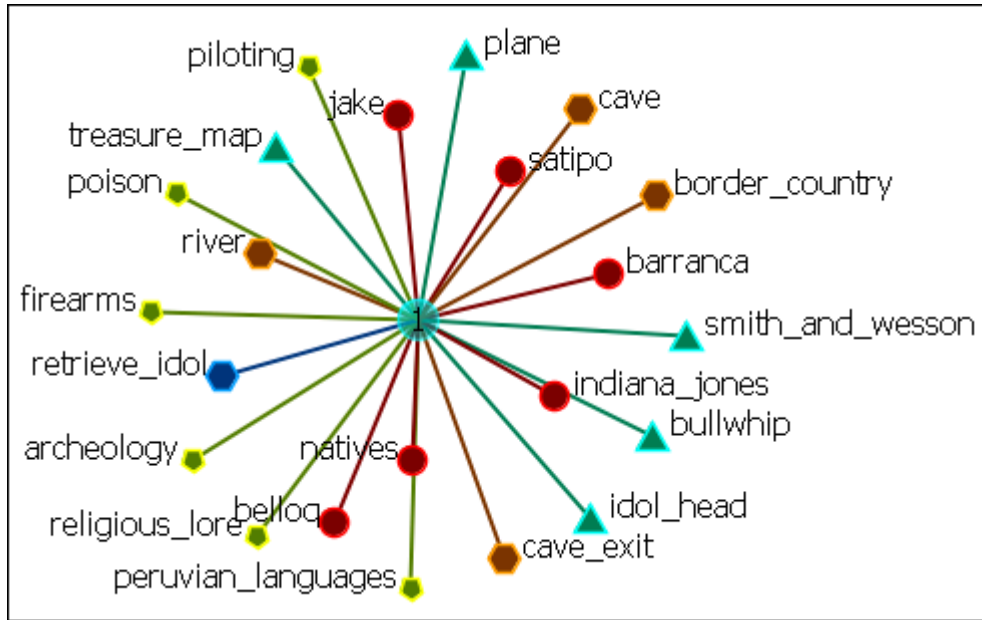 plane
piloting
cave
jake
treasure_map
satipo
poison
border_country
river
barranca
firearms
1
smith_and_wesson
retrieve_idol
indiana_jones
bullwhip
archeology
natives
idol_head
belloq
religious_lore
cave_exit
peruvian_languages